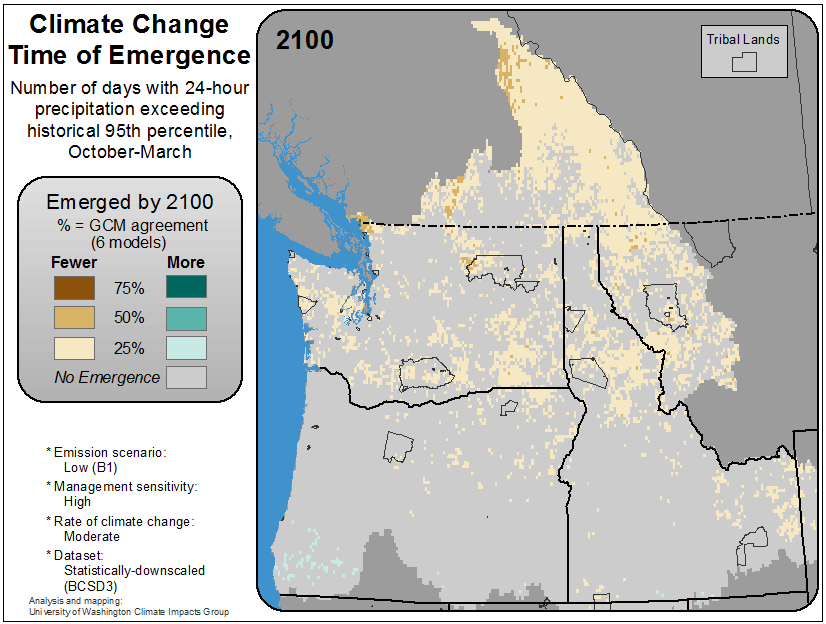 Climate Change
Time of Emergence
Number of days with 24-hour
precipitation exceeding
historical 95th percentile,
October-March
Emerged by 2100
% = GCM agreement
(6 models)
Fewer More
75%
50%
25%
No Emergence
* Emission scenario:
Low (B1)
* Management sensitivity:
High
* Rate of climate change:
Moderate
* Dataset:
Statistically-downscaled
(BCSD3)
Analysis and mapping:
University of Washington Climate Impacts Group
2100
Tribal Lands